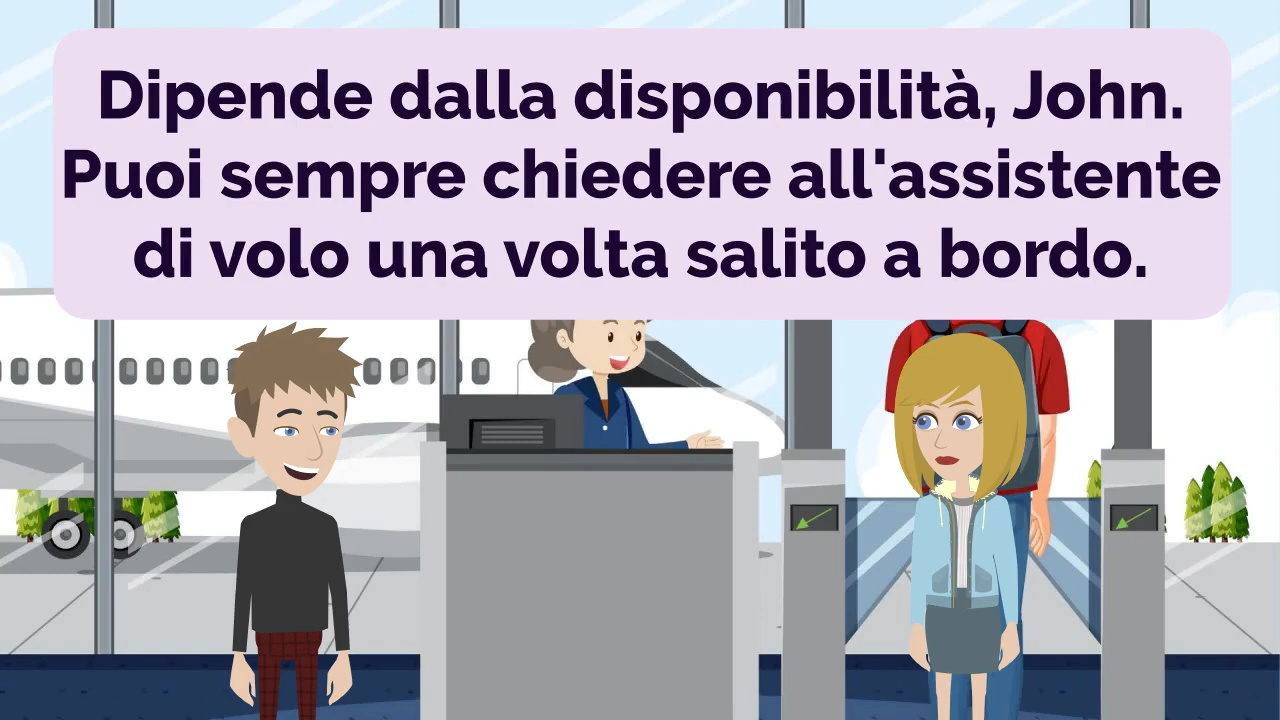 Dipende dalla disponibilità, John.
Puoi sempre chiedere all'assistente
di volo una volta salito a bordo.